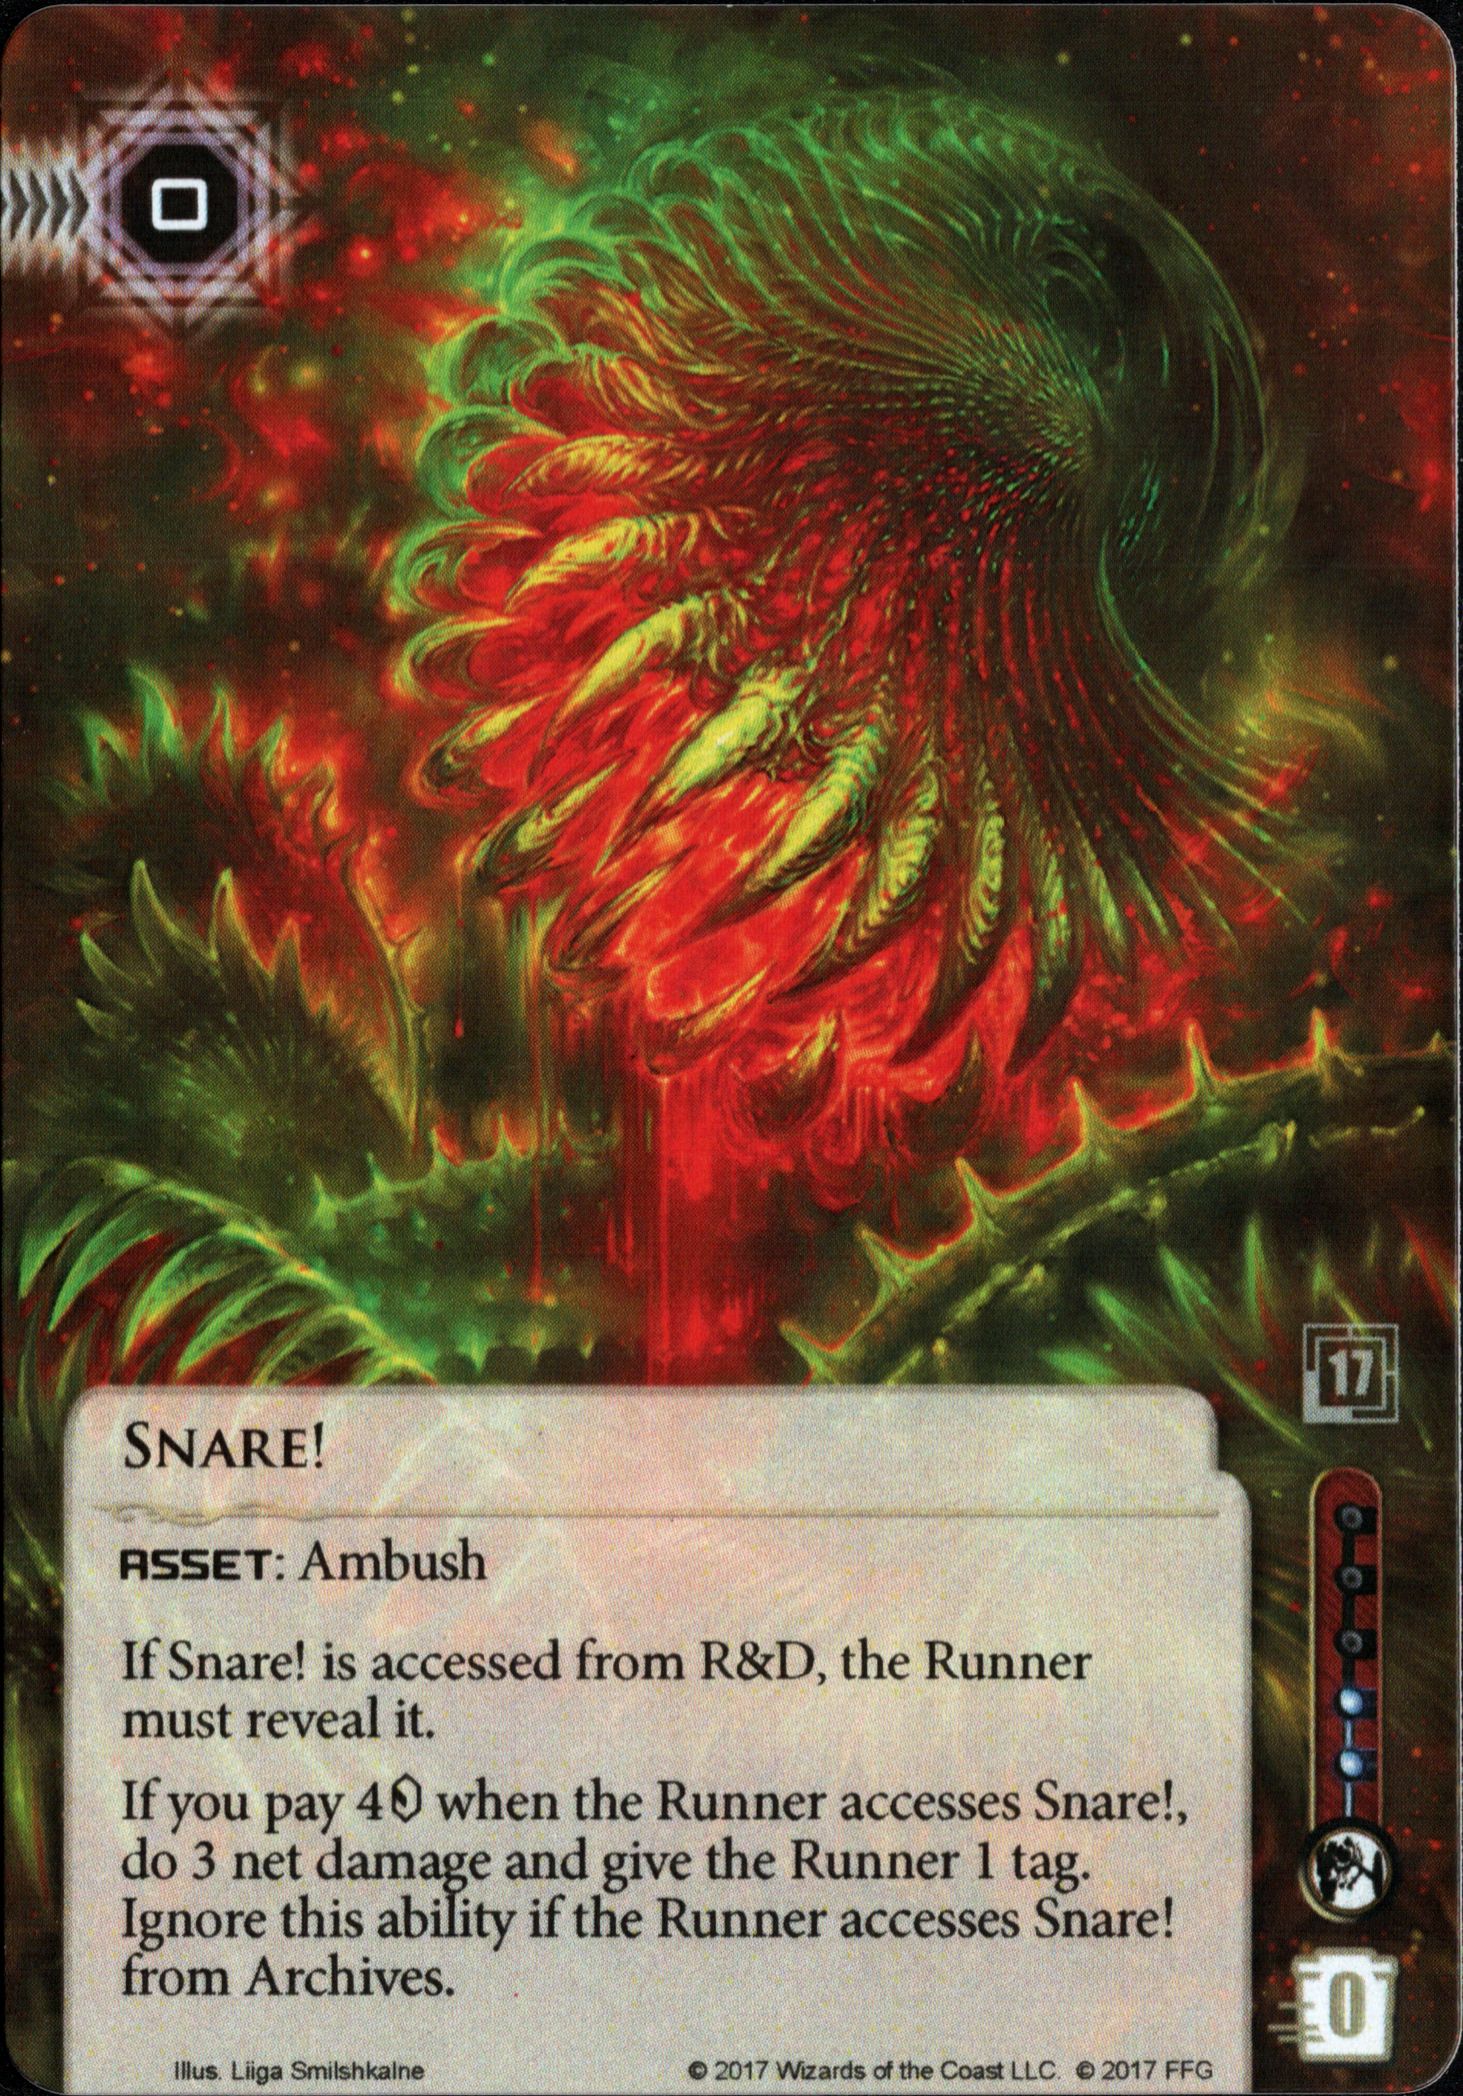 0
17
SNARE!
ASSET: Ambush
If Snare! is accessed from R&D, the Runner
must reveal it.
If you pay 4 when the Runner accesses Snare!,
do 3 net damage and give the Runner 1 tag.
Ignore this ability if the Runner accesses Snare!
from Archives.
0
Illus. Liiga Smilshkalne
© 2017 Wizards of the Coast LLC. © 2017 FFG